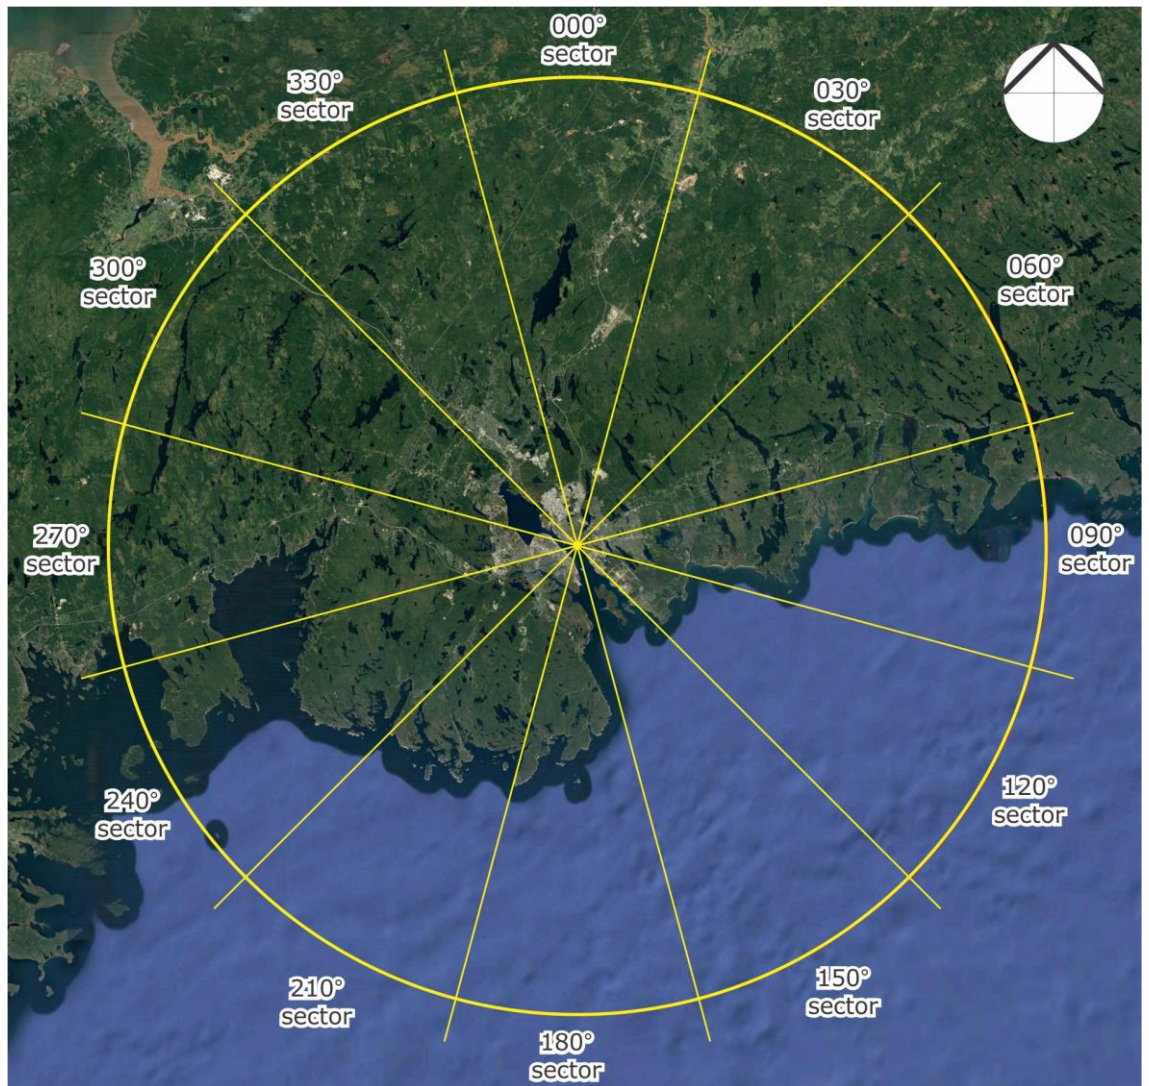 000°
sector
330°
sector
030°
sector
300°
sector
060°
sector
270°
sector
090°
sector
240°
sector
120°
sector
210°
sector
150°
sector
180°
sector